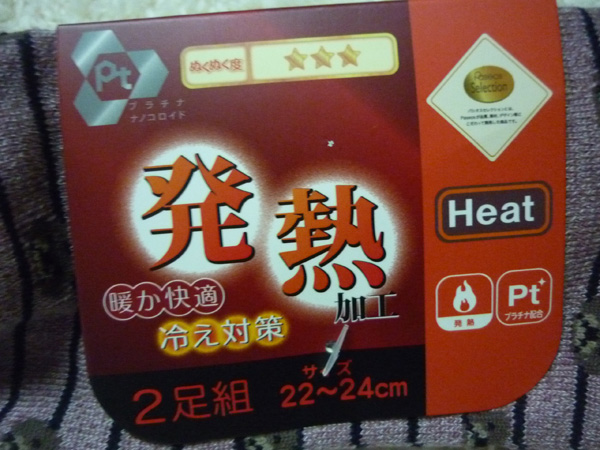 Pt
プラチナ
ナノコロイド
ぬくぬく度
Passage
Selection
発熱
加工
暖か快適
冷え対策
2足組
サイズ
22～24cm
Heat
発熱
Pt+
プラチナ配合